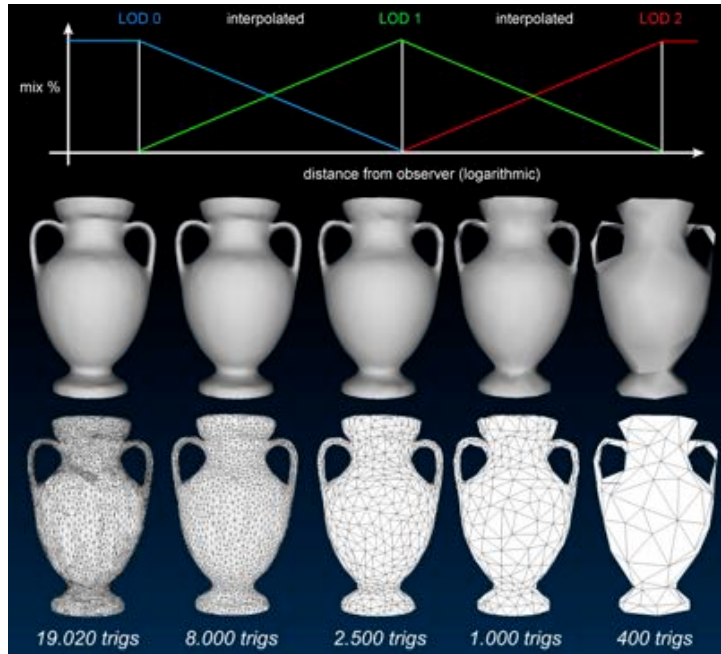 LOD 0 interpolated LOD 1 interpolated LOD 2
mix %
distance from observer (logarithmic)
19.020 trigs 8.000 trigs 2.500 trigs 1.000 trigs 400 trigs